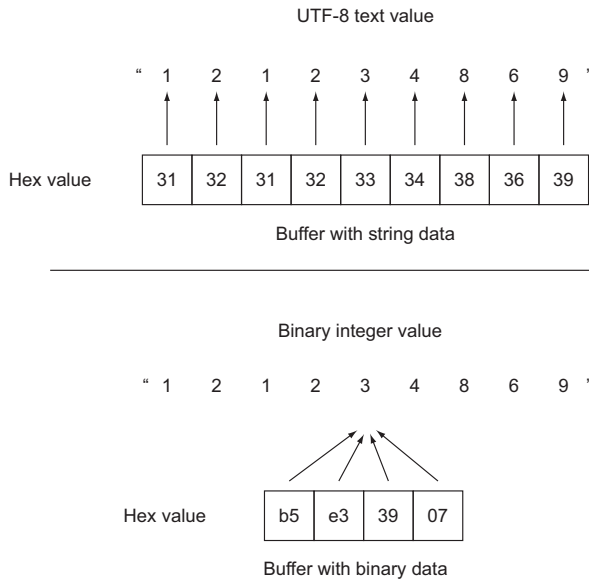 UTF-8 text value
“ 1 2 1 2 3 4 8 6 9 ”
Hex value 31 32 31 32 33 34 38 36 39
Buffer with string data
Binary integer value
“ 1 2 1 2 3 4 8 6 9 ”
Hex value b5 e3 39 07
Buffer with binary data